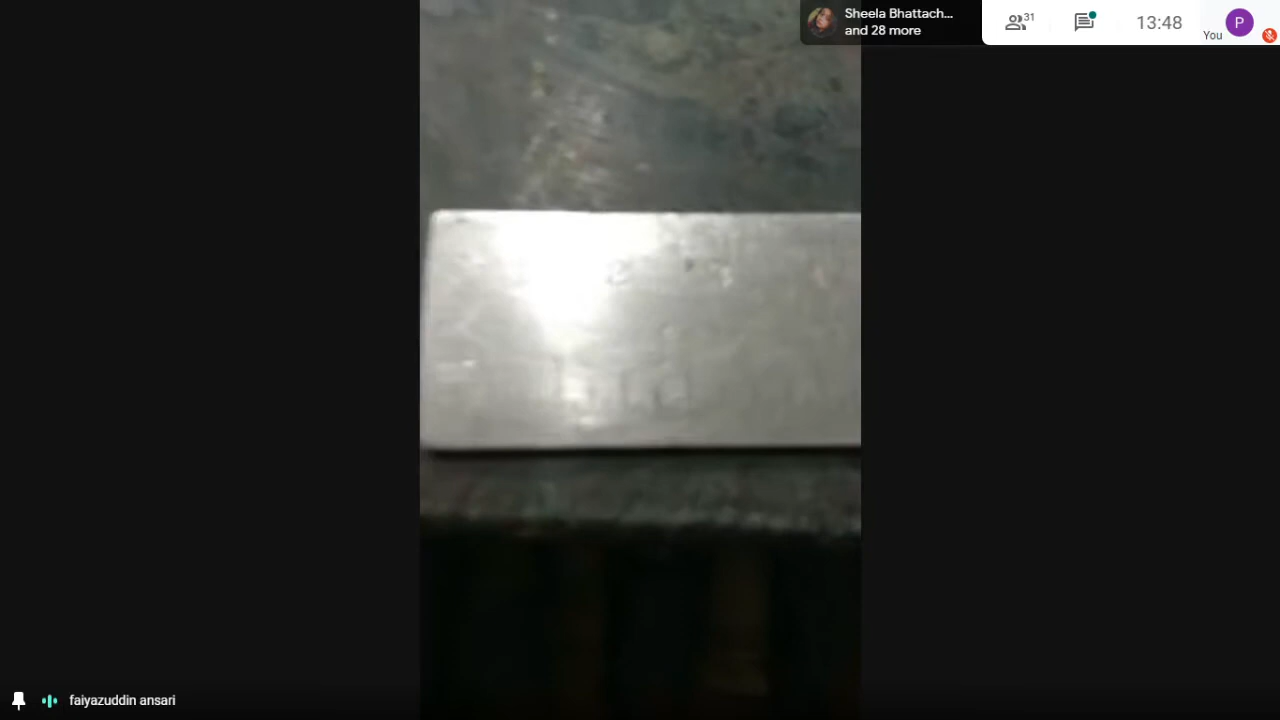 Sheela Bhattach...
and 28 more
31
13:48
You
P
faiyazuddin ansari